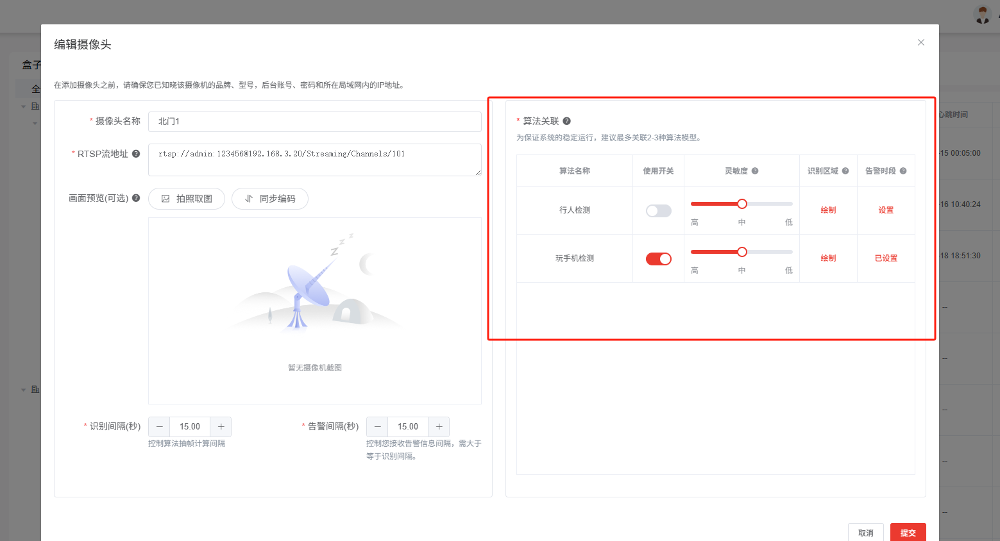 编辑摄像头
盒子
全
在添加摄像头之前，请确保您已知晓该摄像机的品牌、型号，后台账号、密码和所在局域网内的IP地址。
* 摄像头名称
北门1
* RTSP流地址
rtsp://admin:123456@192.168.3.20/Streaming/Channels/101
画面预览(可选)
拍照取图
同步编码
暂无摄像机截图
* 识别间隔(秒)
15.00
控制算法抽帧计算间隔
* 告警间隔(秒)
15.00
控制您接收告警信息间隔，需大于
等于识别间隔。
* 算法关联
为保证系统的稳定运行，建议最多关联2-3种算法模型。
算法名称 使用开关 灵敏度 识别区域 告警时段
行人检测 绘制 设置
高 中 低
玩手机检测 绘制 已设置
高 中 低
心跳时间
-15 00:05:00
-16 10:40:24
-18 18:51:30
--
--
--
--
--
取消
提交